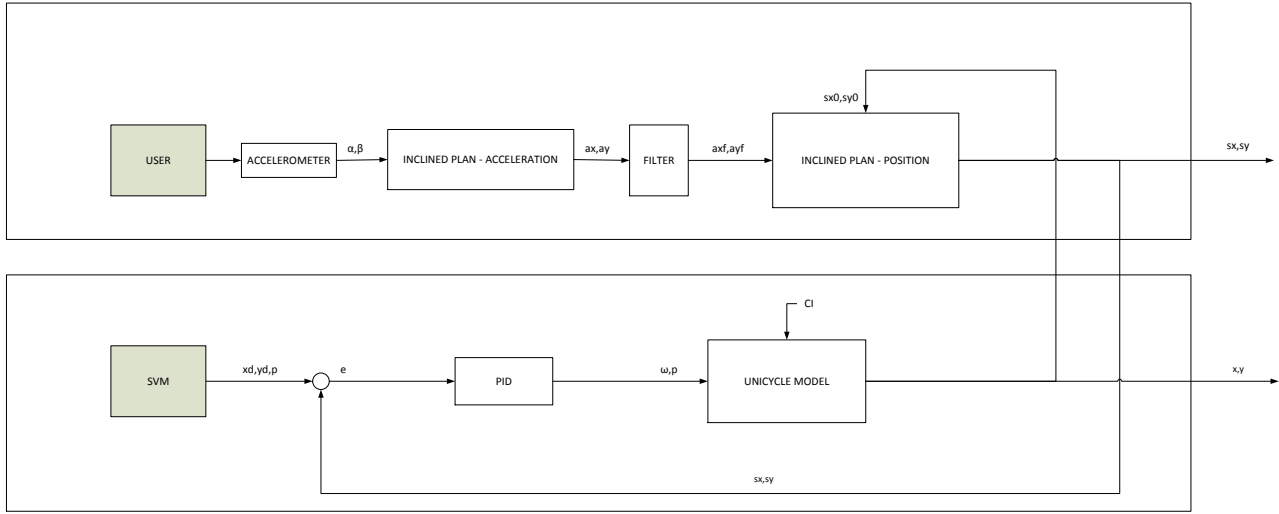 sx0,sy0
USER
ACCELEROMETER
α,β
INCLINED PLAN - ACCELERATION
ax,ay
FILTER
axf,ayf
INCLINED PLAN - POSITION
sx,sy
CI
SVM
xd,yd,p
e
PID
ω,p
UNICYCLE MODEL
x,y
sx,sy